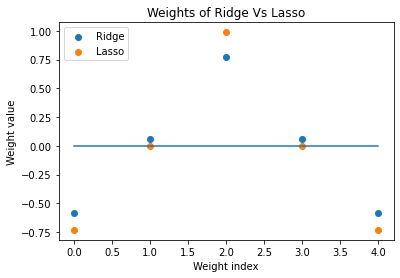 Weights of Ridge Vs Lasso
Ridge
Lasso
1.00
0.75
0.50
0.25
0.00
−0.25
−0.50
−0.75
Weight value
0.0 0.5 1.0 1.5 2.0 2.5 3.0 3.5 4.0
Weight index